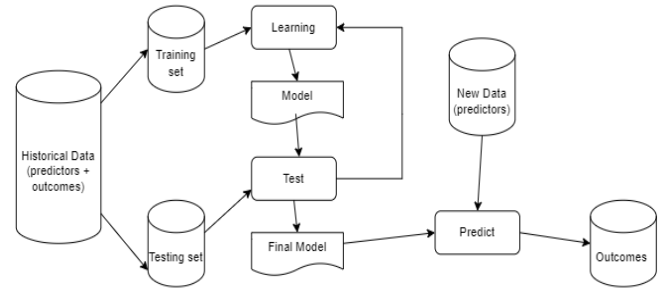 Historical Data
(predictors +
outcomes)
Training
set
Testing set
Learning
Model
Test
Final Model
New Data
(predictors)
Predict
Outcomes